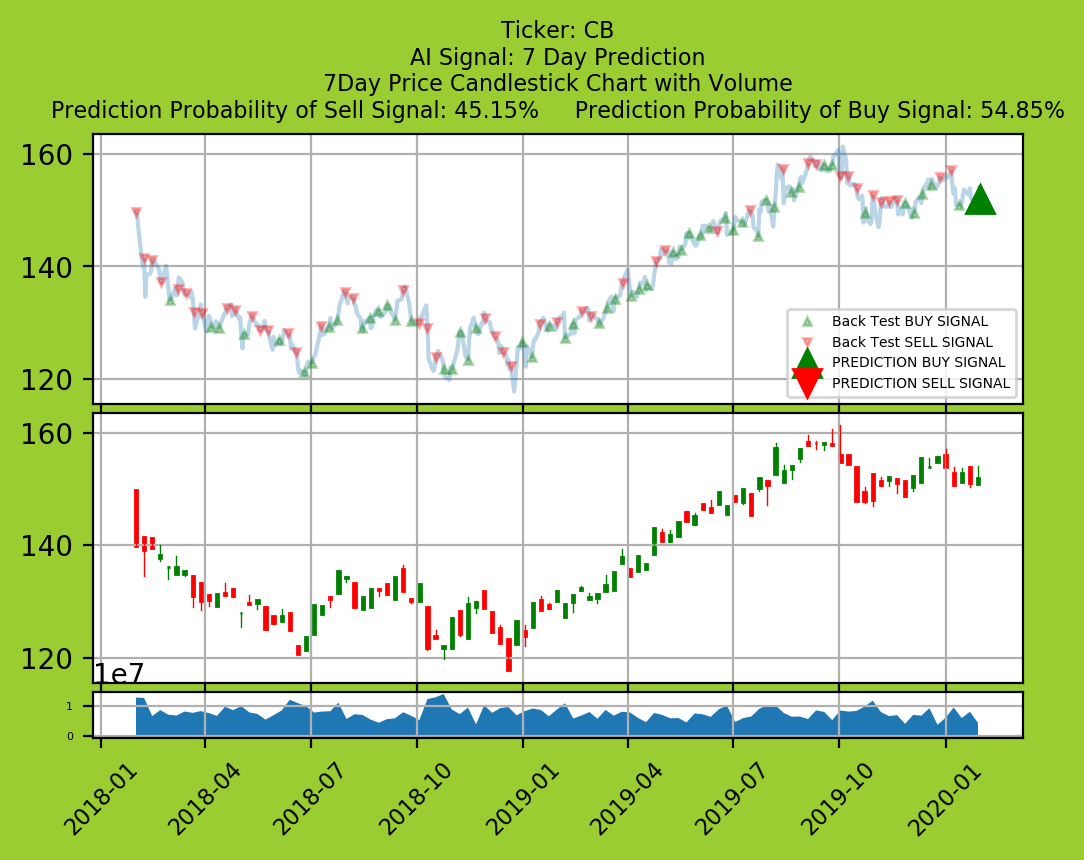 Ticker: CB
AI Signal: 7 Day Prediction
7Day Price Candlestick Chart with Volume
Prediction Probability of Sell Signal: 45.15% Prediction Probability of Buy Signal: 54.85%
160
140
120
Back Test BUY SIGNAL
Back Test SELL SIGNAL
PREDICTION BUY SIGNAL
PREDICTION SELL SIGNAL
160
140
120
1e7
1
0
2018-01
2018-04
2018-07
2018-10
2019-01
2019-04
2019-07
2019-10
2020-01